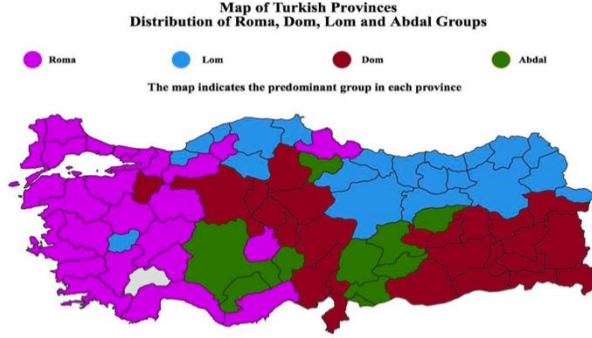 Map of Turkish Provinces
Distribution of Roma, Dom, Lom and Abdal Groups
Roma Lom Dom Abdal
The map indicates the predominant group in each province